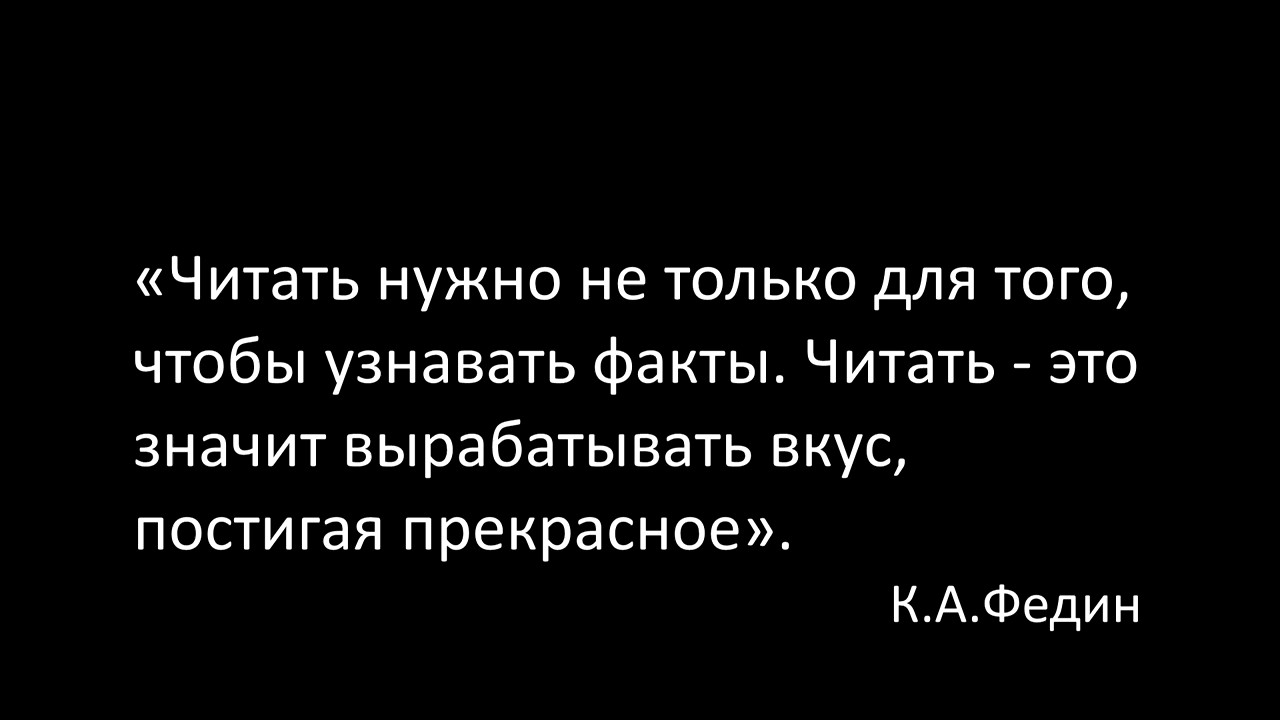 «Читать нужно не только для того,
чтобы узнавать факты. Читать - это
значит вырабатывать вкус,
постигая прекрасное».
К.А.Федин